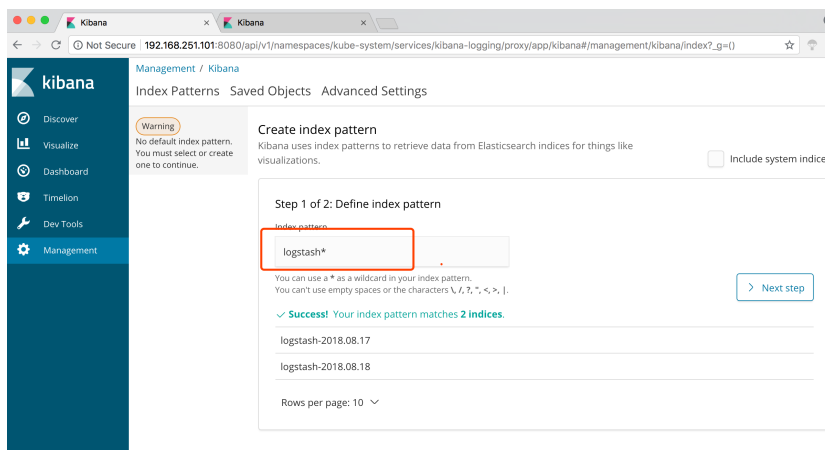 Kibana
Kibana
Not Secure 192.168.251.101:8080/api/v1/namespaces/kube-system/services/kibana-logging/proxy/app/kibana#/management/kibana/index?_g=()
kibana
Discover
Visualize
Dashboard
Timelion
Dev Tools
Management
Management / Kibana
Index Patterns Saved Objects Advanced Settings
Warning
No default index pattern.
You must select or create
one to continue.
Create index pattern
Kibana uses index patterns to retrieve data from Elasticsearch indices for things like
visualizations.
Include system indice
Step 1 of 2: Define index pattern
Index pattern
logstash*
You can use a * as a wildcard in your index pattern.
You can't use empty spaces or the characters \, /, ?, ", <, >, |.
Next step
Success! Your index pattern matches 2 indices.
logstash-2018.08.17
logstash-2018.08.18
Rows per page: 10